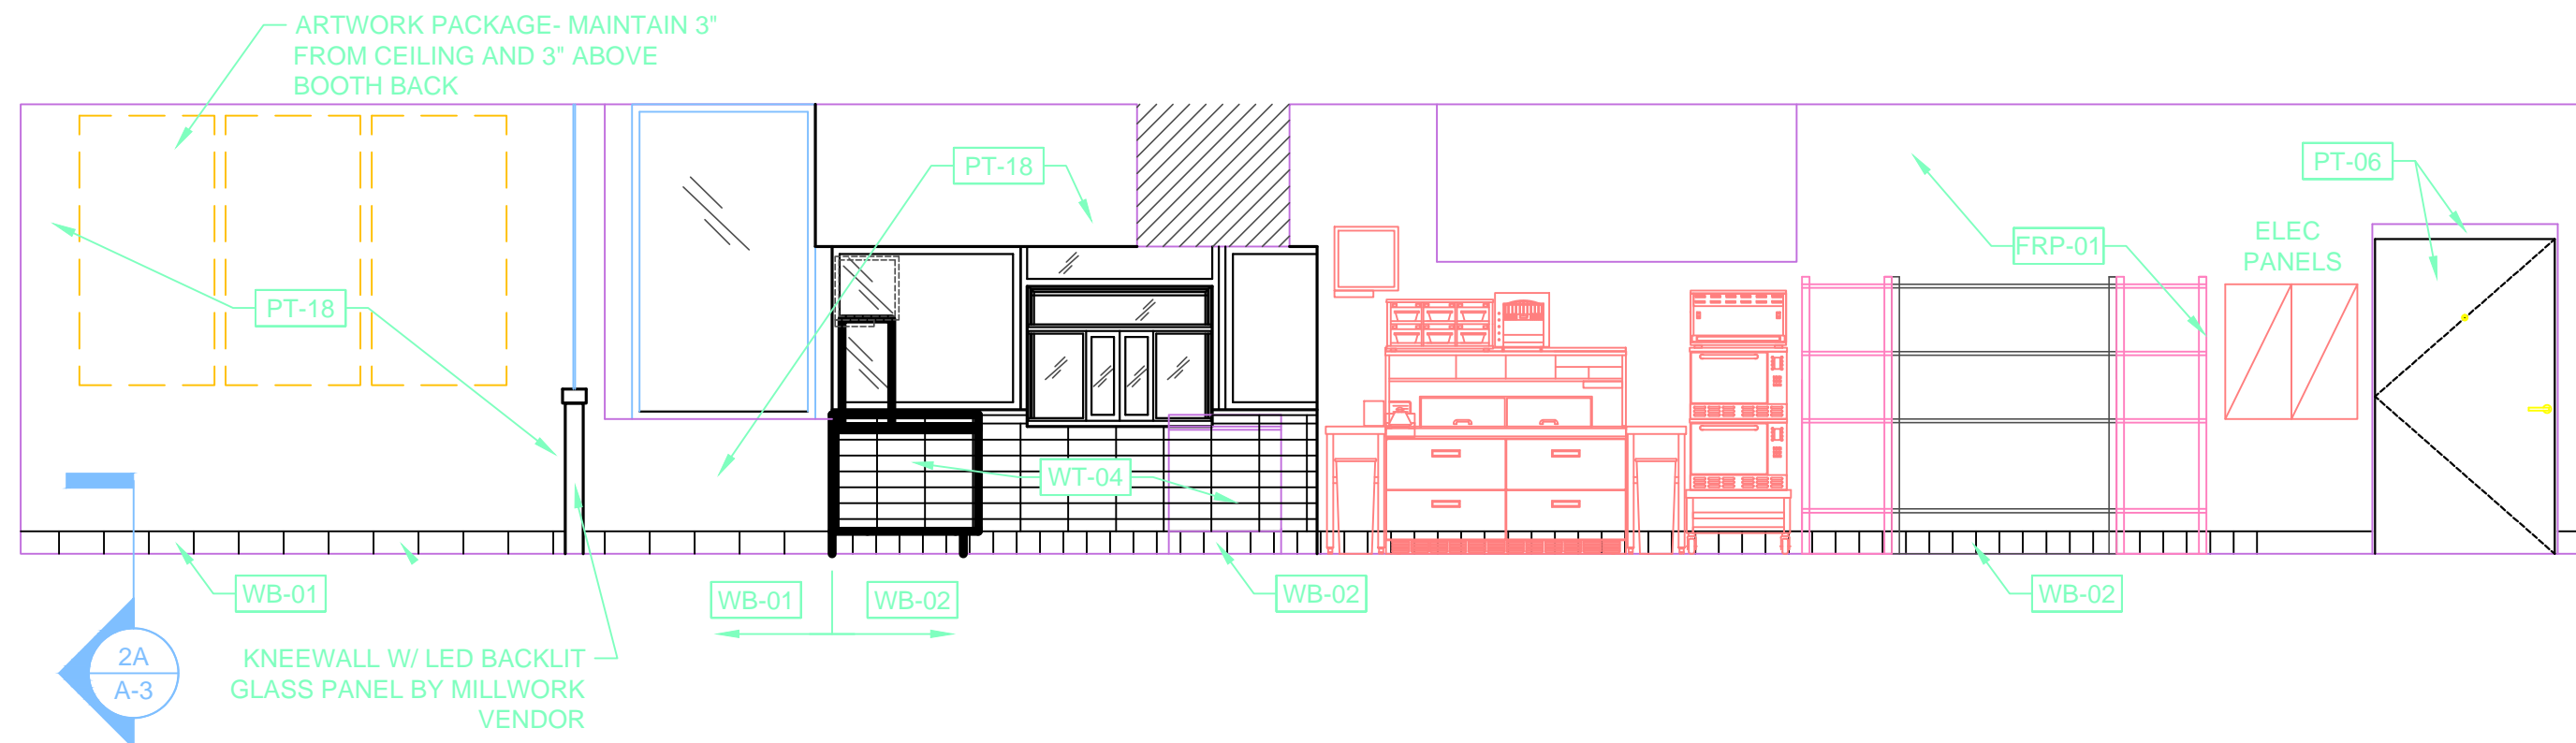 ARTWORK PACKAGE- MAINTAIN 3"
FROM CEILING AND 3" ABOVE
BOOTH BACK
PT-18
PT-18
PT-06
FRP-01
ELEC
PANELS
WT-04
WB-01
WB-01
WB-02
WB-02
WB-02
KNEEWALL W/ LED BACKLIT
GLASS PANEL BY MILLWORK
VENDOR
2A
A-3